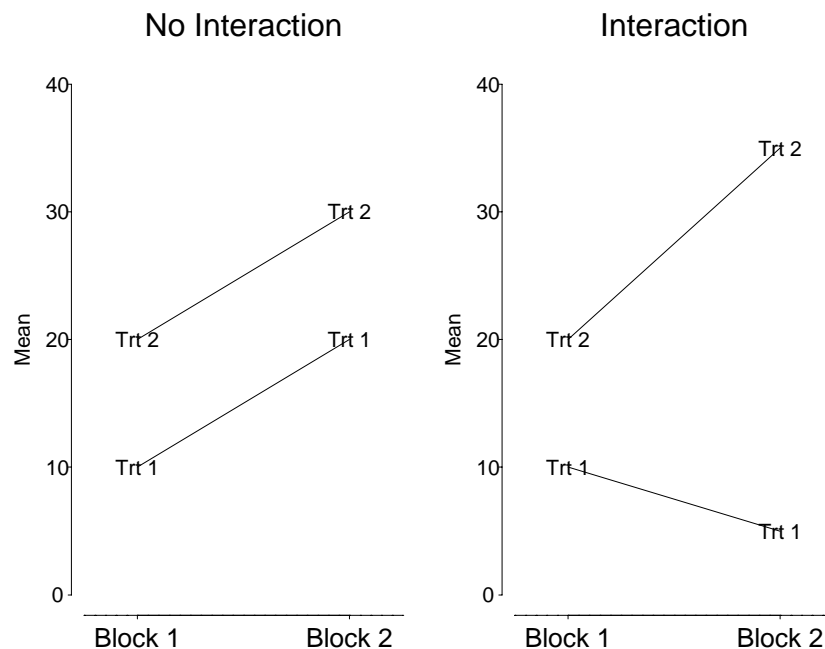 No Interaction
40
30
20
10
0
Mean
Trt 2
Trt 2
Trt 1
Trt 1
Block 1 Block 2
Interaction
40
30
20
10
0
Mean
Trt 2
Trt 2
Trt 1
Trt 1
Block 1 Block 2